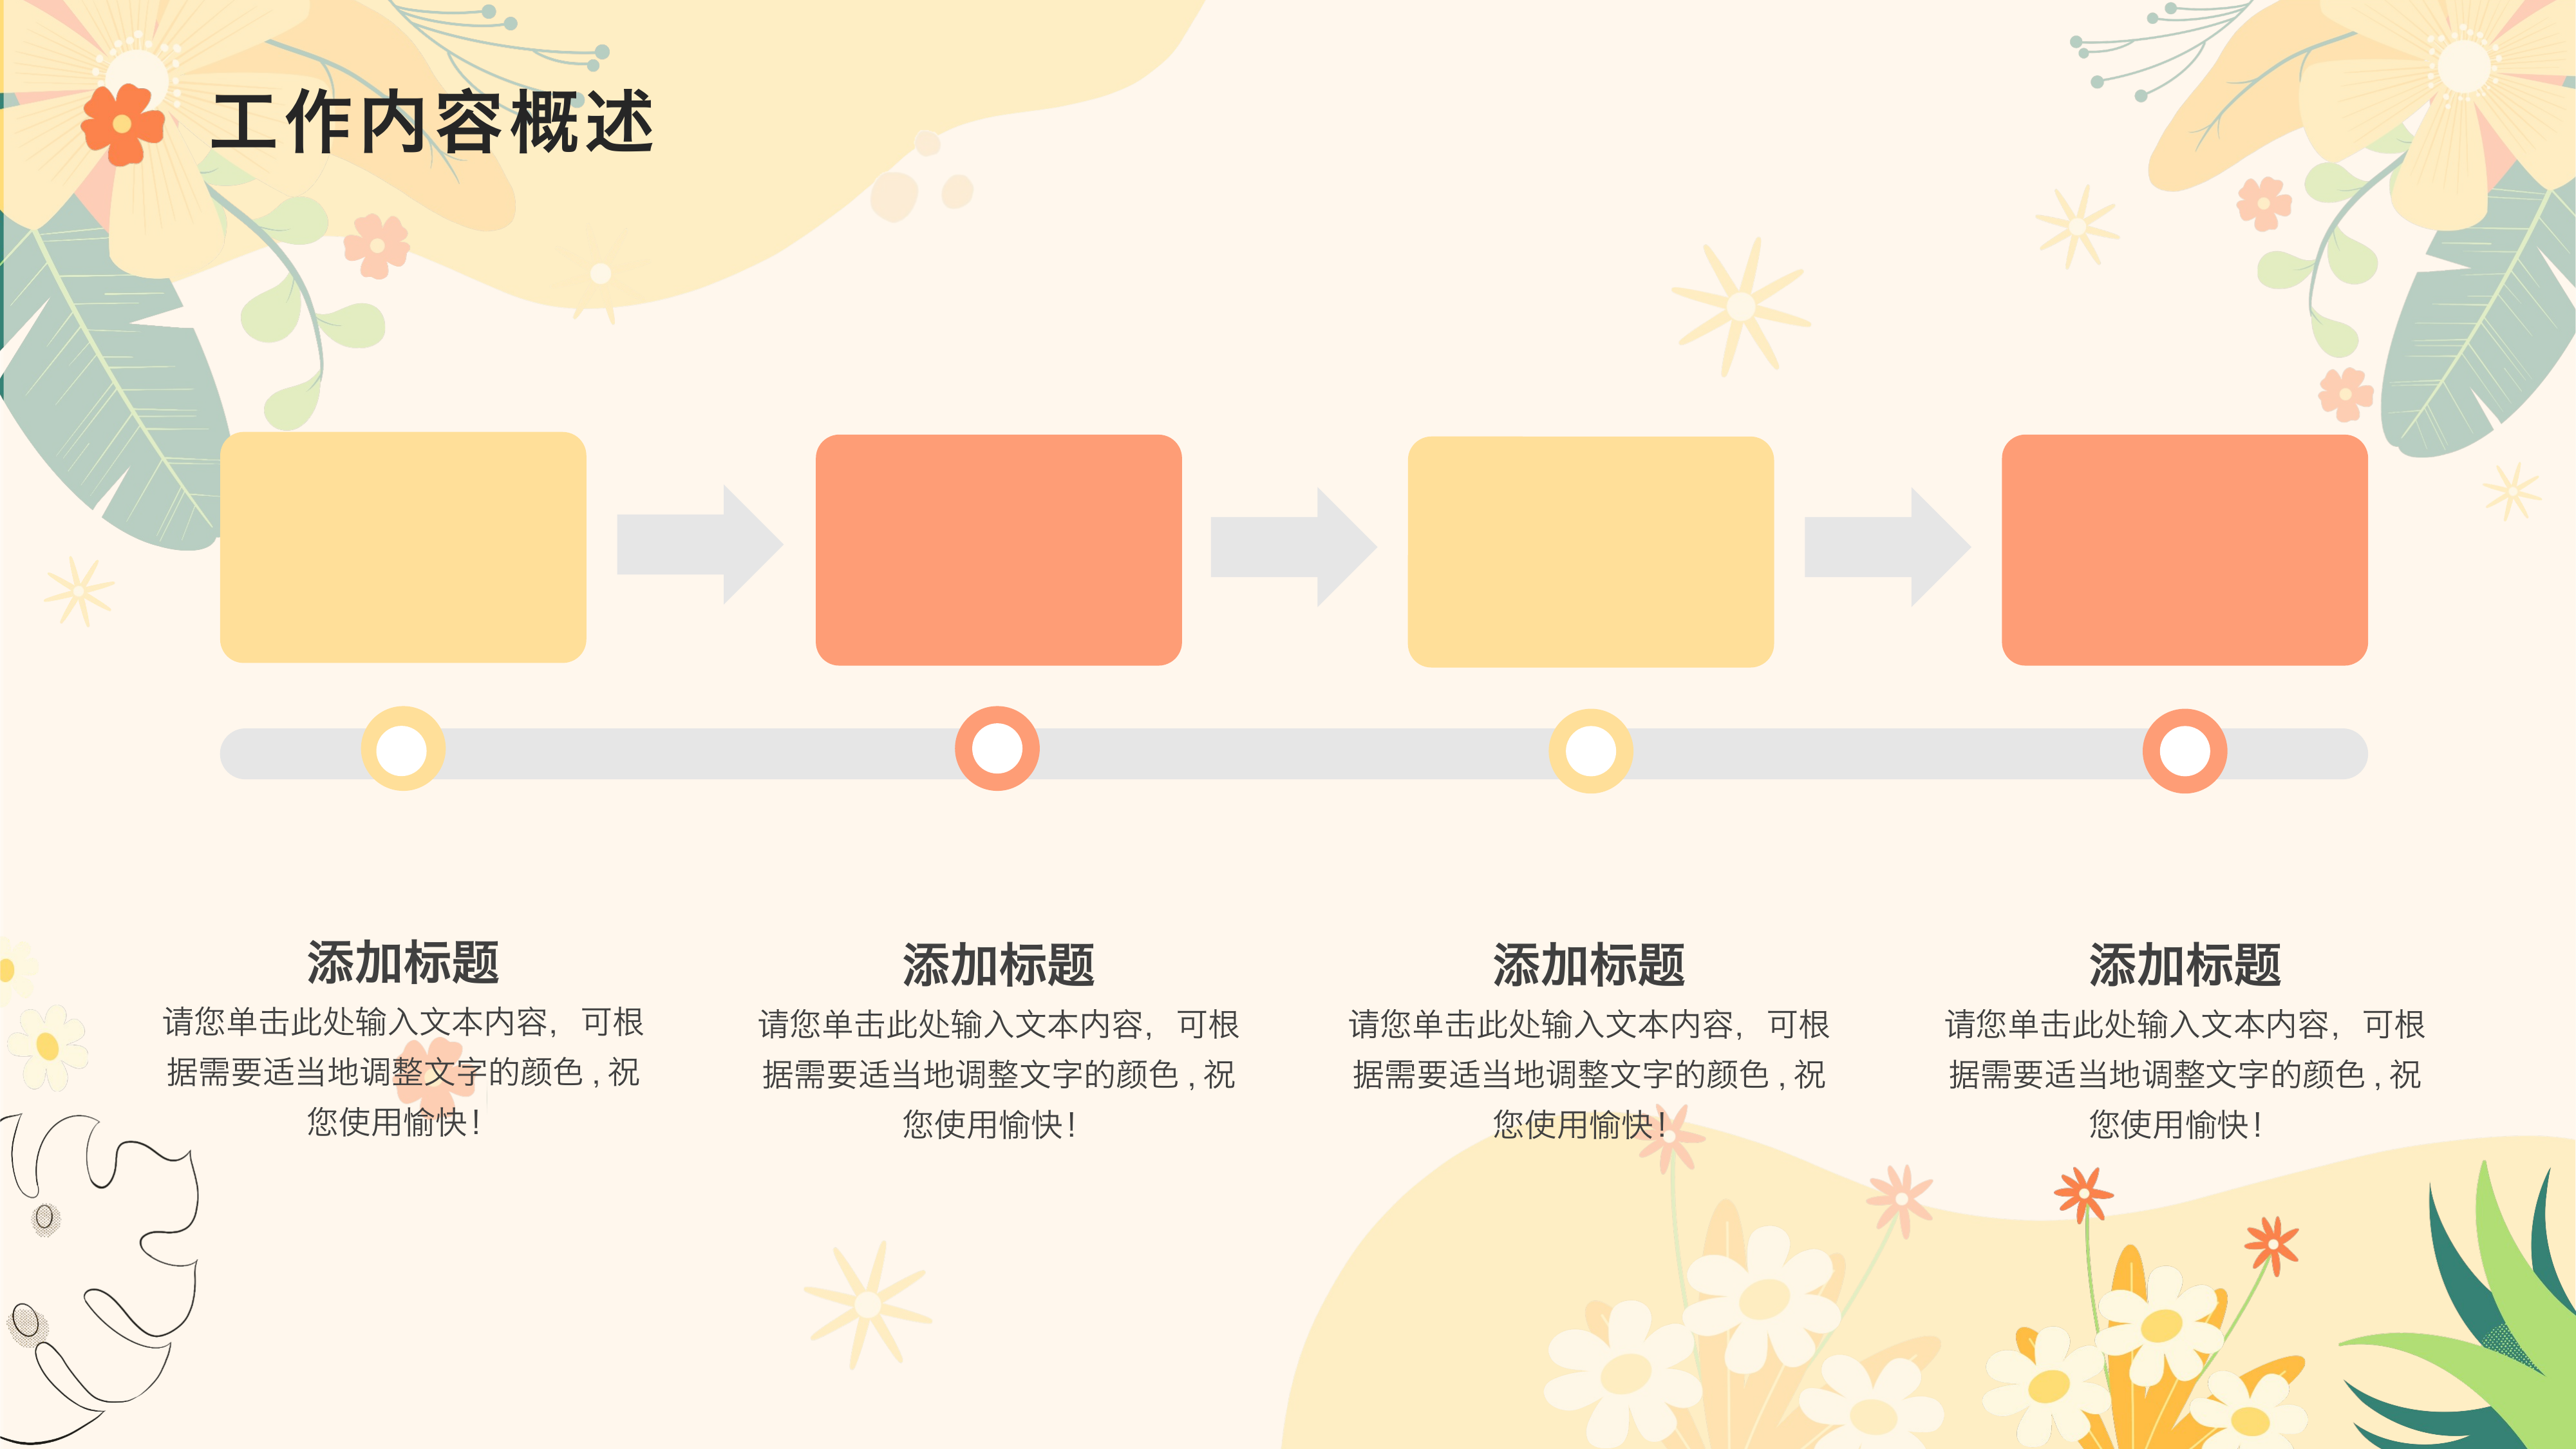 工作内容概述
添加标题
请您单击此处输入文本内容，可根
据需要适当地调整文字的颜色 , 祝
您使用愉快！
添加标题
请您单击此处输入文本内容，可根
据需要适当地调整文字的颜色 , 祝
您使用愉快！
添加标题
请您单击此处输入文本内容，可根
据需要适当地调整文字的颜色 , 祝
您使用愉快！
添加标题
请您单击此处输入文本内容，可根
据需要适当地调整文字的颜色 , 祝
您使用愉快！